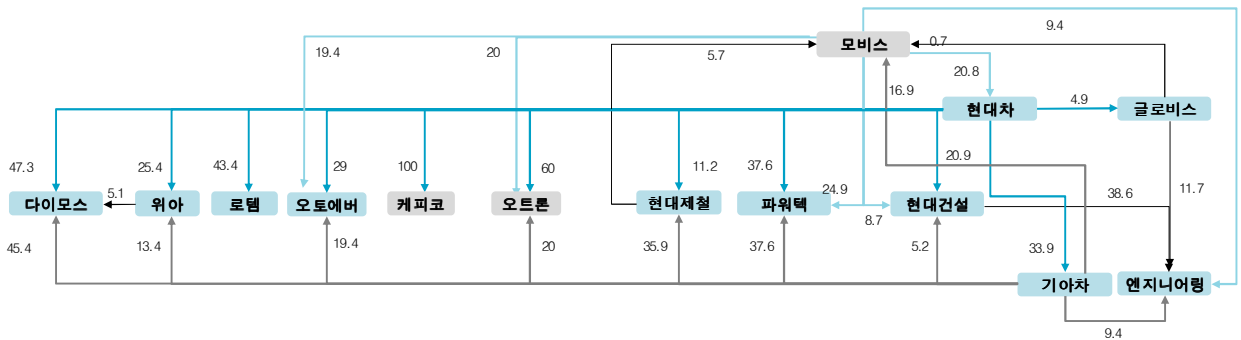 9.4
19.4
20
5.7
모비스
0.7
20.8
16.9
현대차
4.9
글로비스
47.3
25.4
43.4
29
100
60
11.2
37.6
20.9
다이모스
5.1
위아
로템
오토에버
케피코
오트론
현대제철
파워텍
24.9
현대건설
38.6
11.7
8.7
45.4
13.4
19.4
20
35.9
37.6
5.2
33.9
기아차
엔지니어링
9.4